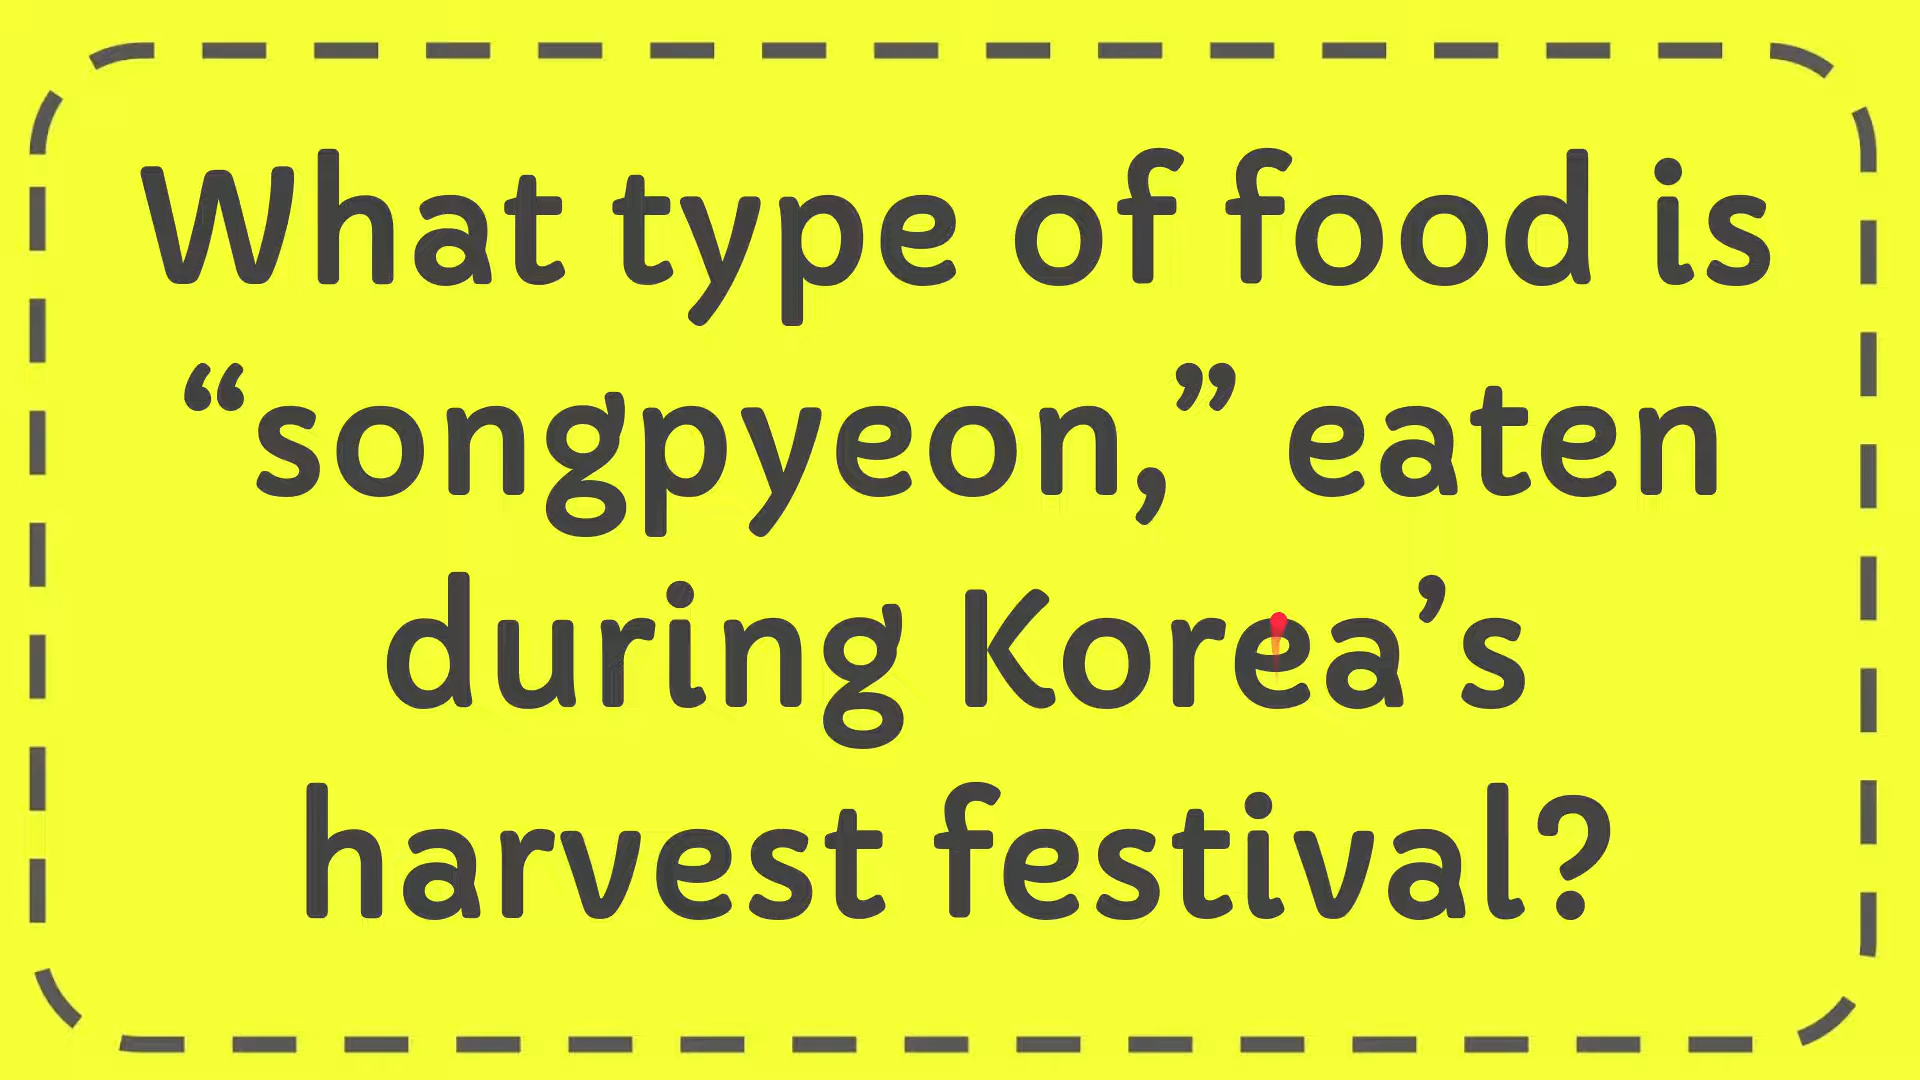 What type of food is
“songpyeon,” eaten
during Korea’s
harvest festival?